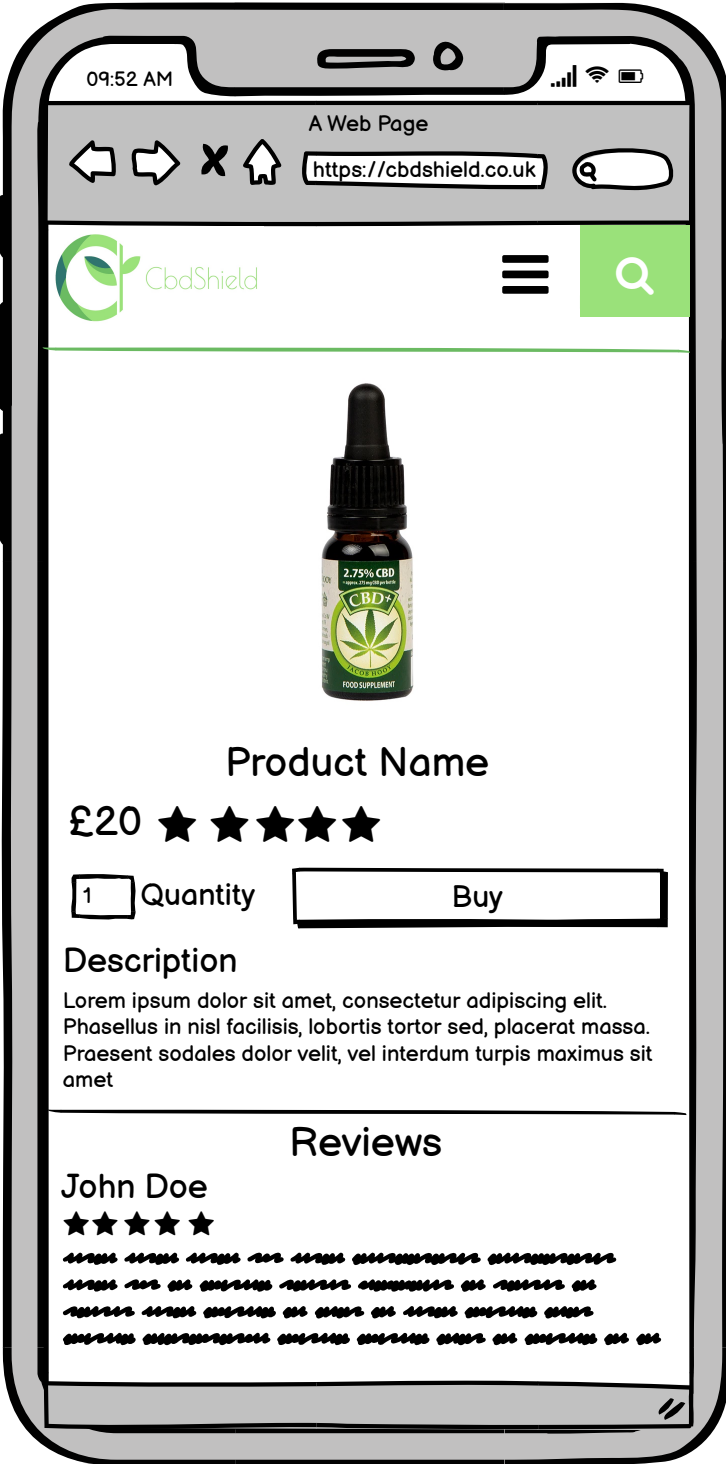 09:52 AM
A Web Page
https://cbdshield.co.uk
CbdShield
2.75% CBD
CBD+
JACOB HOOY
FOOD SUPPLEMENT
Product Name
£20
1 Quantity
Buy
Description
Lorem ipsum dolor sit amet, consectetur adipiscing elit.
Phasellus in nisl facilisis, lobortis tortor sed, placerat massa.
Praesent sodales dolor velit, vel interdum turpis maximus sit
amet
Reviews
John Doe